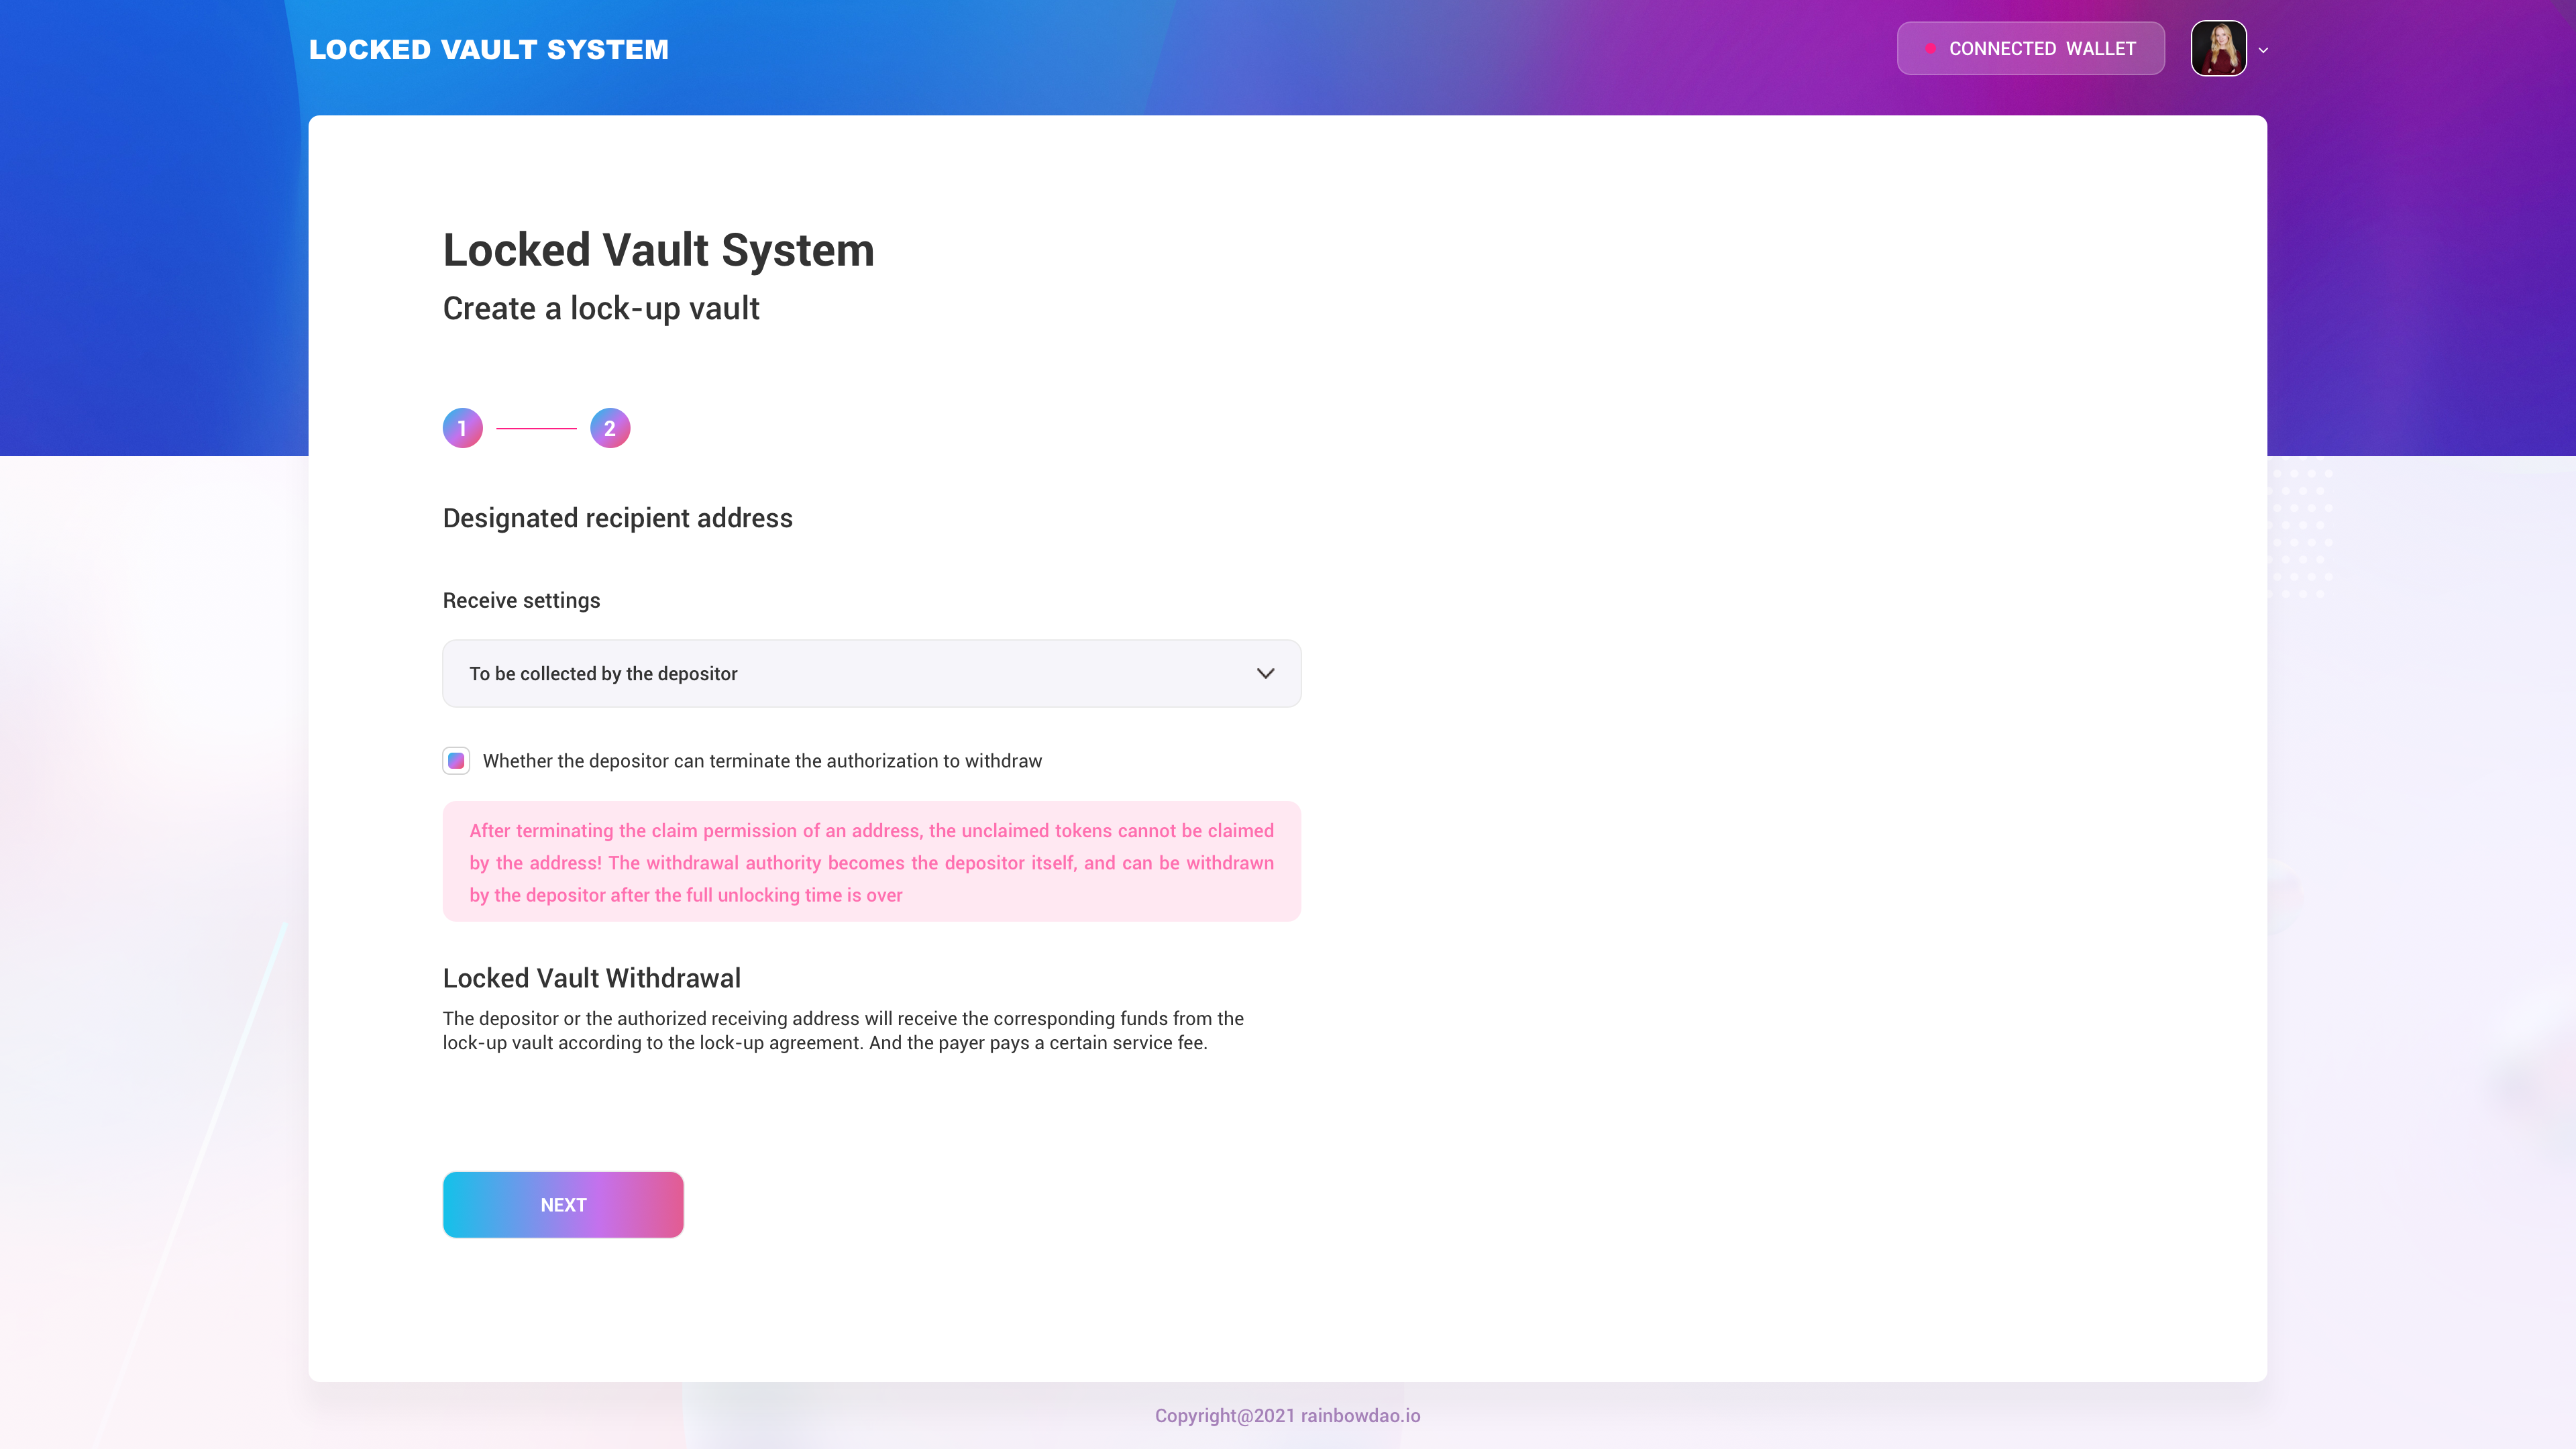 LOCKED VAULT SYSTEM
CONNECTED WALLET
Locked Vault System
Create a lock-up vault
1
2
Designated recipient address
Receive settings
To be collected by the depositor
Whether the depositor can terminate the authorization to withdraw
After terminating the claim permission of an address, the unclaimed tokens cannot be claimed
by the address! The withdrawal authority becomes the depositor itself, and can be withdrawn
by the depositor after the full unlocking time is over
Locked Vault Withdrawal
The depositor or the authorized receiving address will receive the corresponding funds from the
lock-up vault according to the lock-up agreement. And the payer pays a certain service fee.
NEXT
Copyright@2021 rainbowdao.io